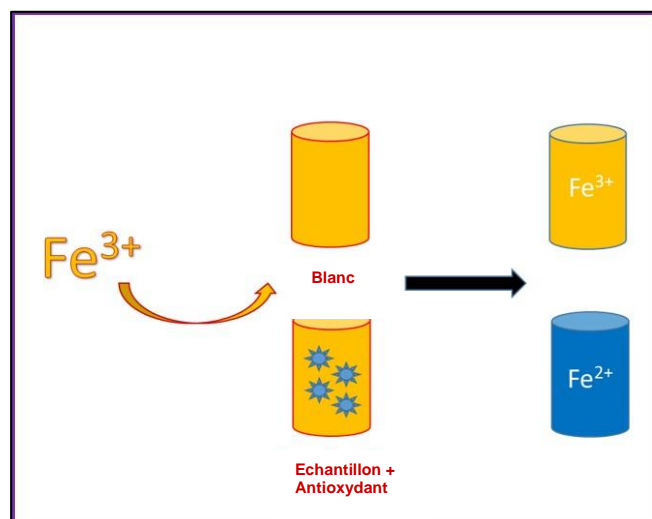 Fe³⁺
Blanc
Echantillon +
Antioxydant
Fe³⁺
Fe²⁺